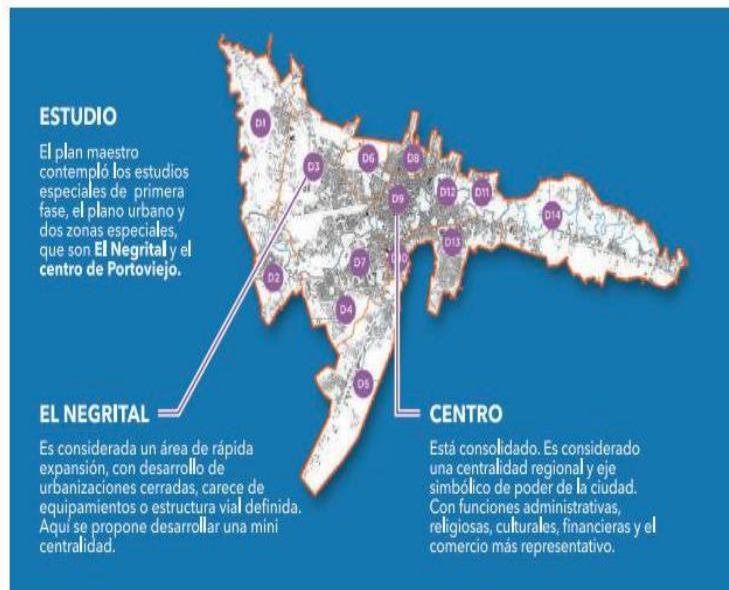 ESTUDIO
El plan maestro
contempló los estudios
especiales de primera
fase, el plano urbano y
dos zonas especiales,
que son El Negrital y el
centro de Portoviejo.
D1
D3
D6
D8
D9
D12
D11
D14
D13
D10
D7
D2
D4
D5
EL NEGRITAL
Es considerada un área de rápida
expansión, con desarrollo de
urbanizaciones cerradas, carece de
equipamientos o estructura vial definida.
Aquí se propone desarrollar una mini
centralidad.
CENTRO
Está consolidado. Es considerado
una centralidad regional y eje
simbólico de poder de la ciudad.
Con funciones administrativas,
religiosas, culturales, financieras y el
comercio más representativo.